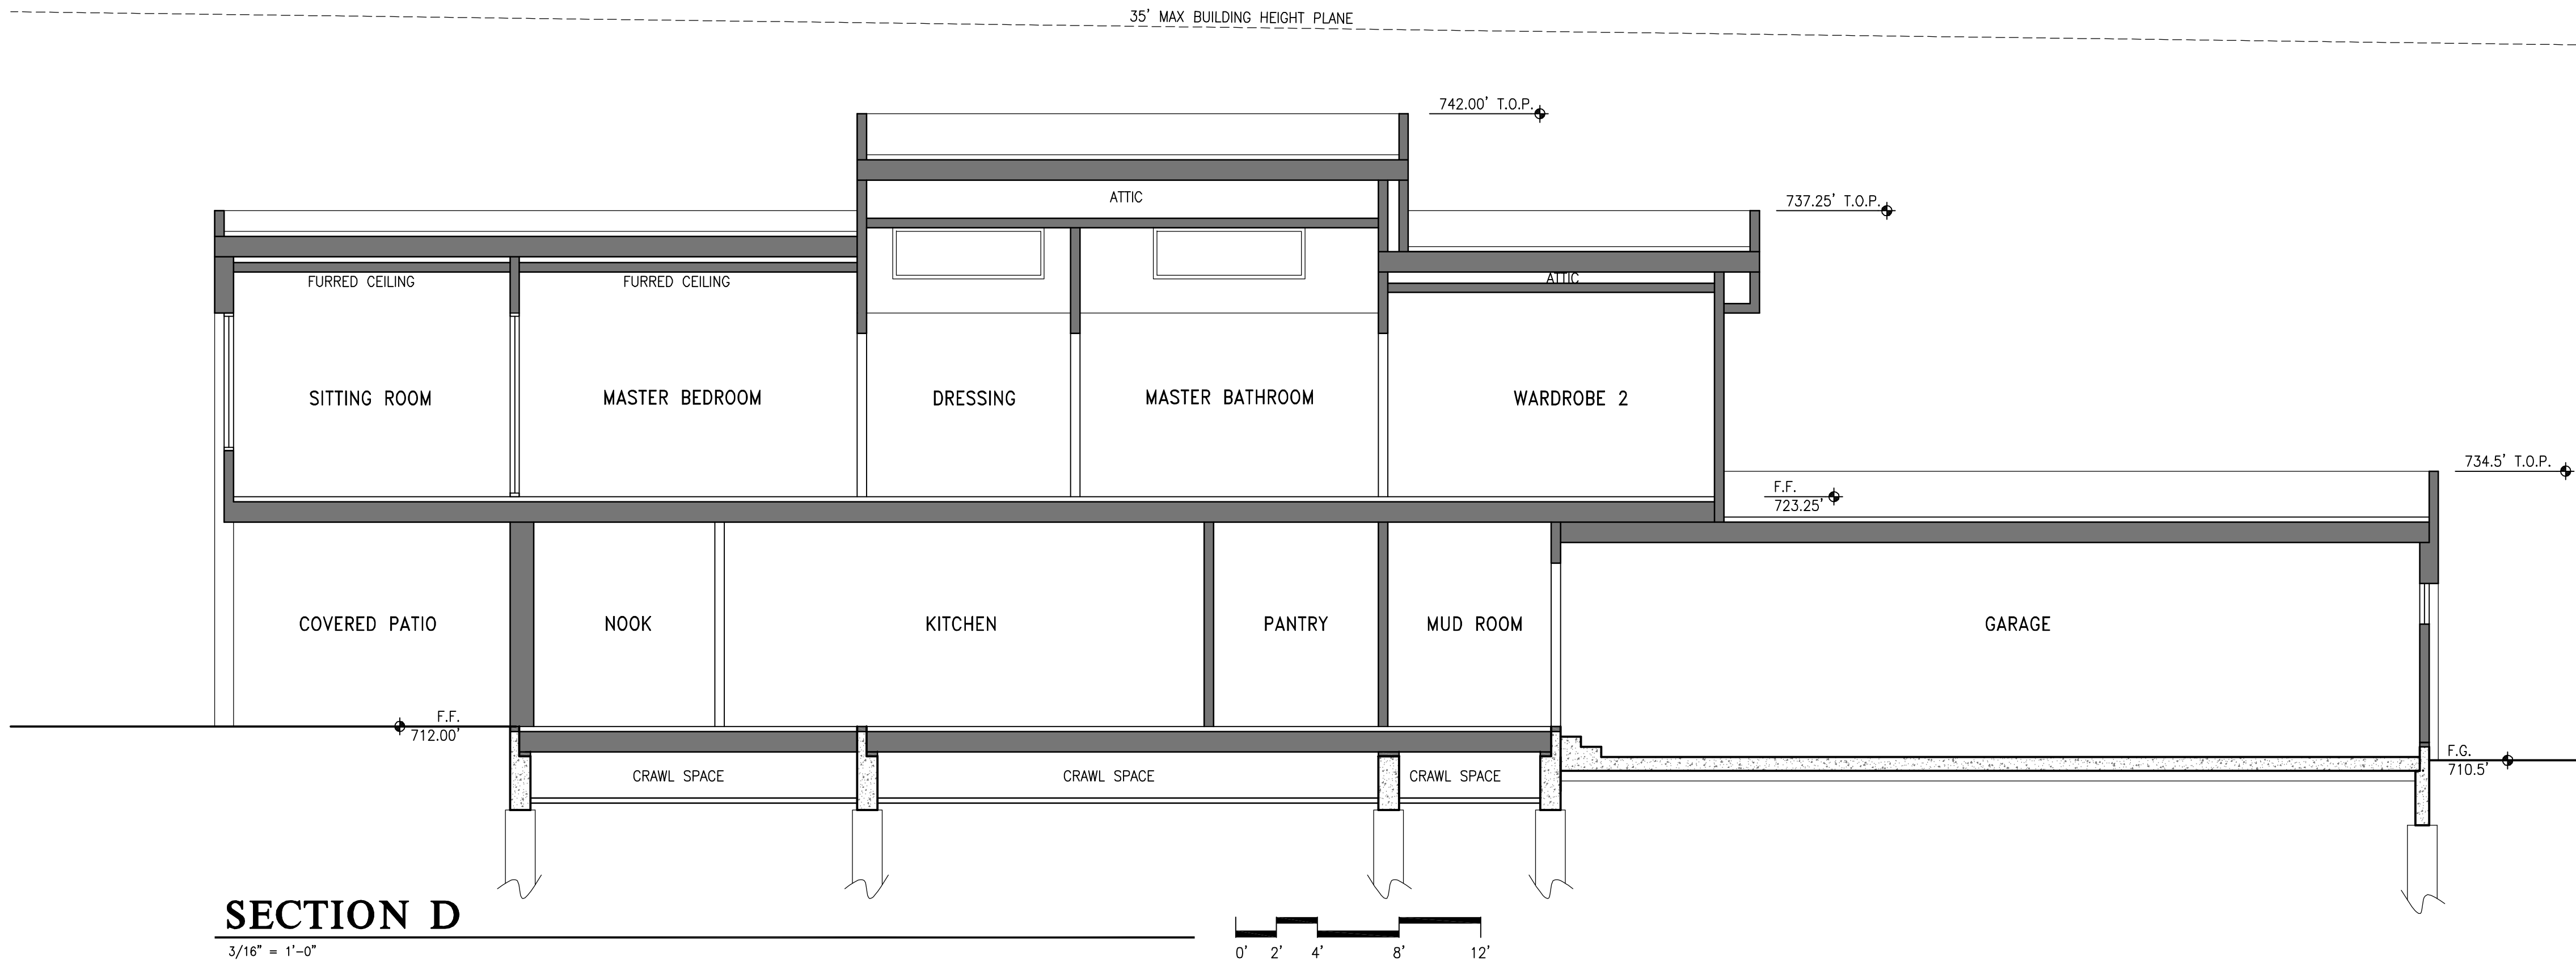 35' MAX BUILDING HEIGHT PLANE
742.00' T.O.P.
ATTIC
737.25' T.O.P.
FURRED CEILING
FURRED CEILING
ATTIC
SITTING ROOM
MASTER BEDROOM
DRESSING
MASTER BATHROOM
WARDROBE 2
734.5' T.O.P.
F.F.
723.25'
COVERED PATIO
NOOK
KITCHEN
PANTRY
MUD ROOM
GARAGE
F.F.
712.00'
F.G.
710.5'
CRAWL SPACE
CRAWL SPACE
CRAWL SPACE
SECTION D
3/16" = 1'-0"
0' 2' 4' 8' 12'